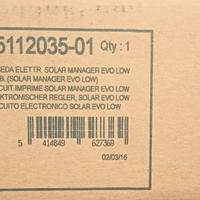 5112035-01 Qty : 1
EDA ELETTR. SOLAR MANAGER EVO LOW
B. (SOLAR MANAGER EVO LOW)
CUIT IMPRIME SOLAR MANAGER EVO LOW
EKTRONISCHER REGLER, SOLAR EVO LOW
CUITO ELECTRONICO SOLAR EVO LOW
5 414849 627369
02/03/16